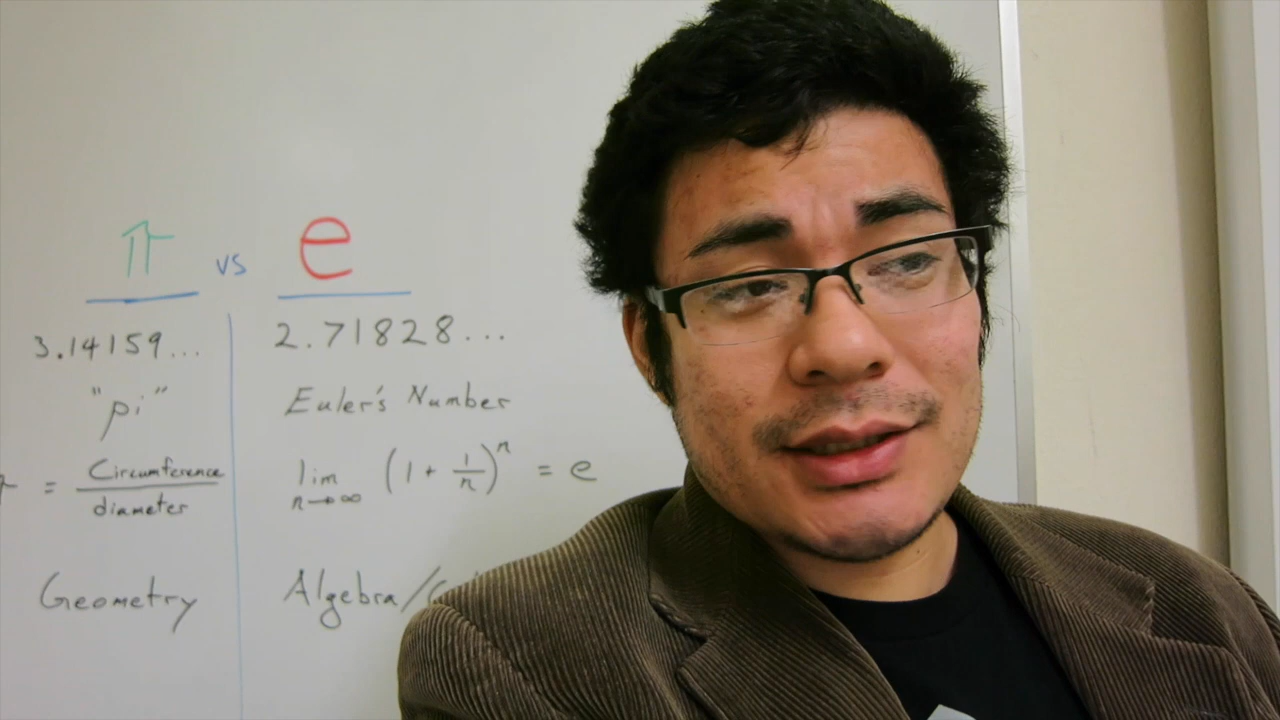 π vs e
3.14159... 2.71828...
"pi" Euler's Number
= Circumference / diameter lim n→∞ (1 + 1/n)^n = e
Geometry Algebra/